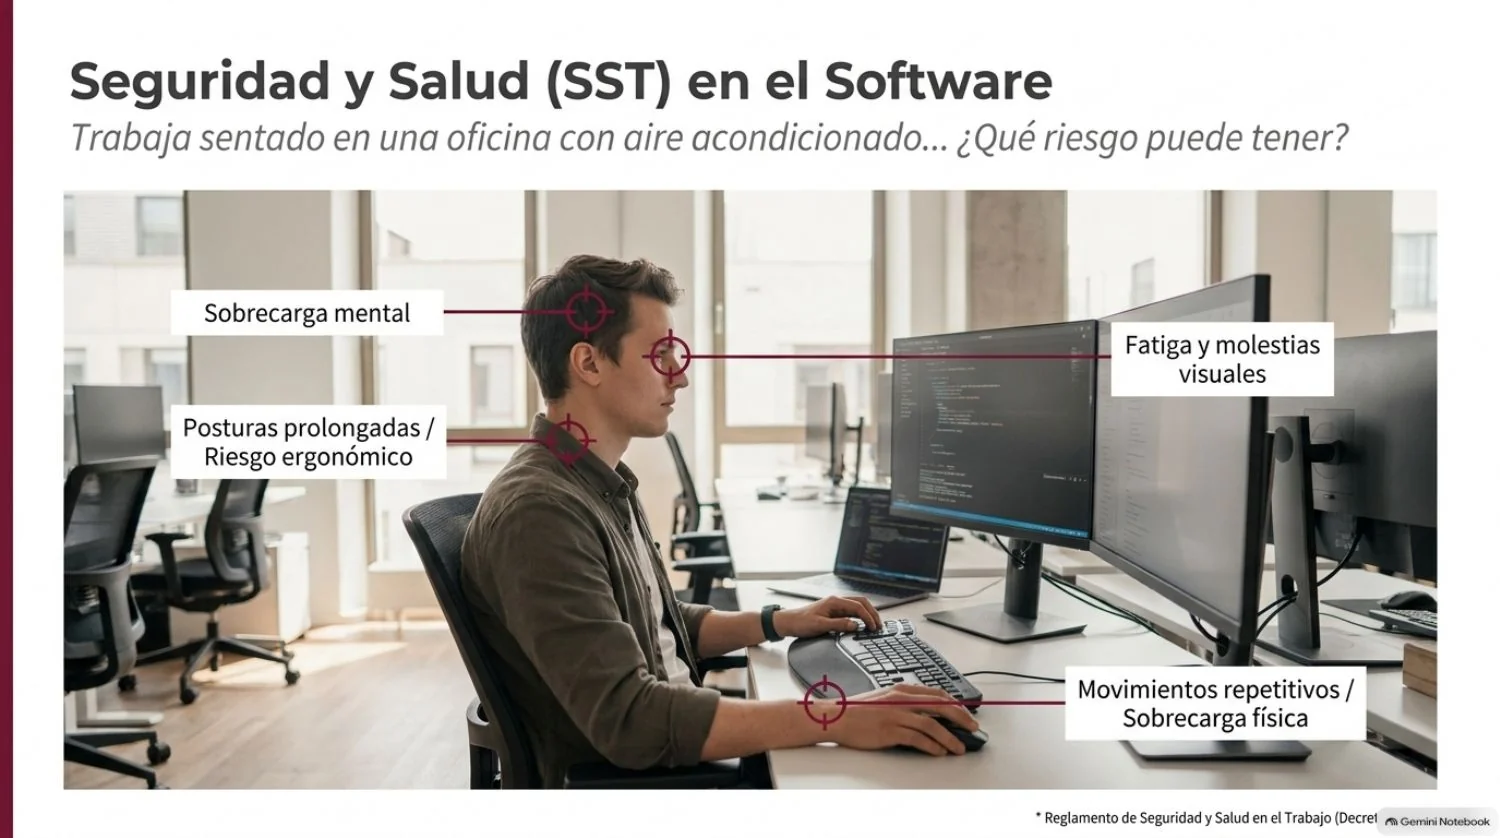 Seguridad y Salud (SST) en el Software
Trabaja sentado en una oficina con aire acondicionado... ¿Qué riesgo puede tener?
Sobrecarga mental
Fatiga y molestias
visuales
Posturas prolongadas /
Riesgo ergonómico
Movimientos repetitivos /
Sobrecarga física
* Reglamento de Seguridad y Salud en el Trabajo (Decret
Gemini Notebook